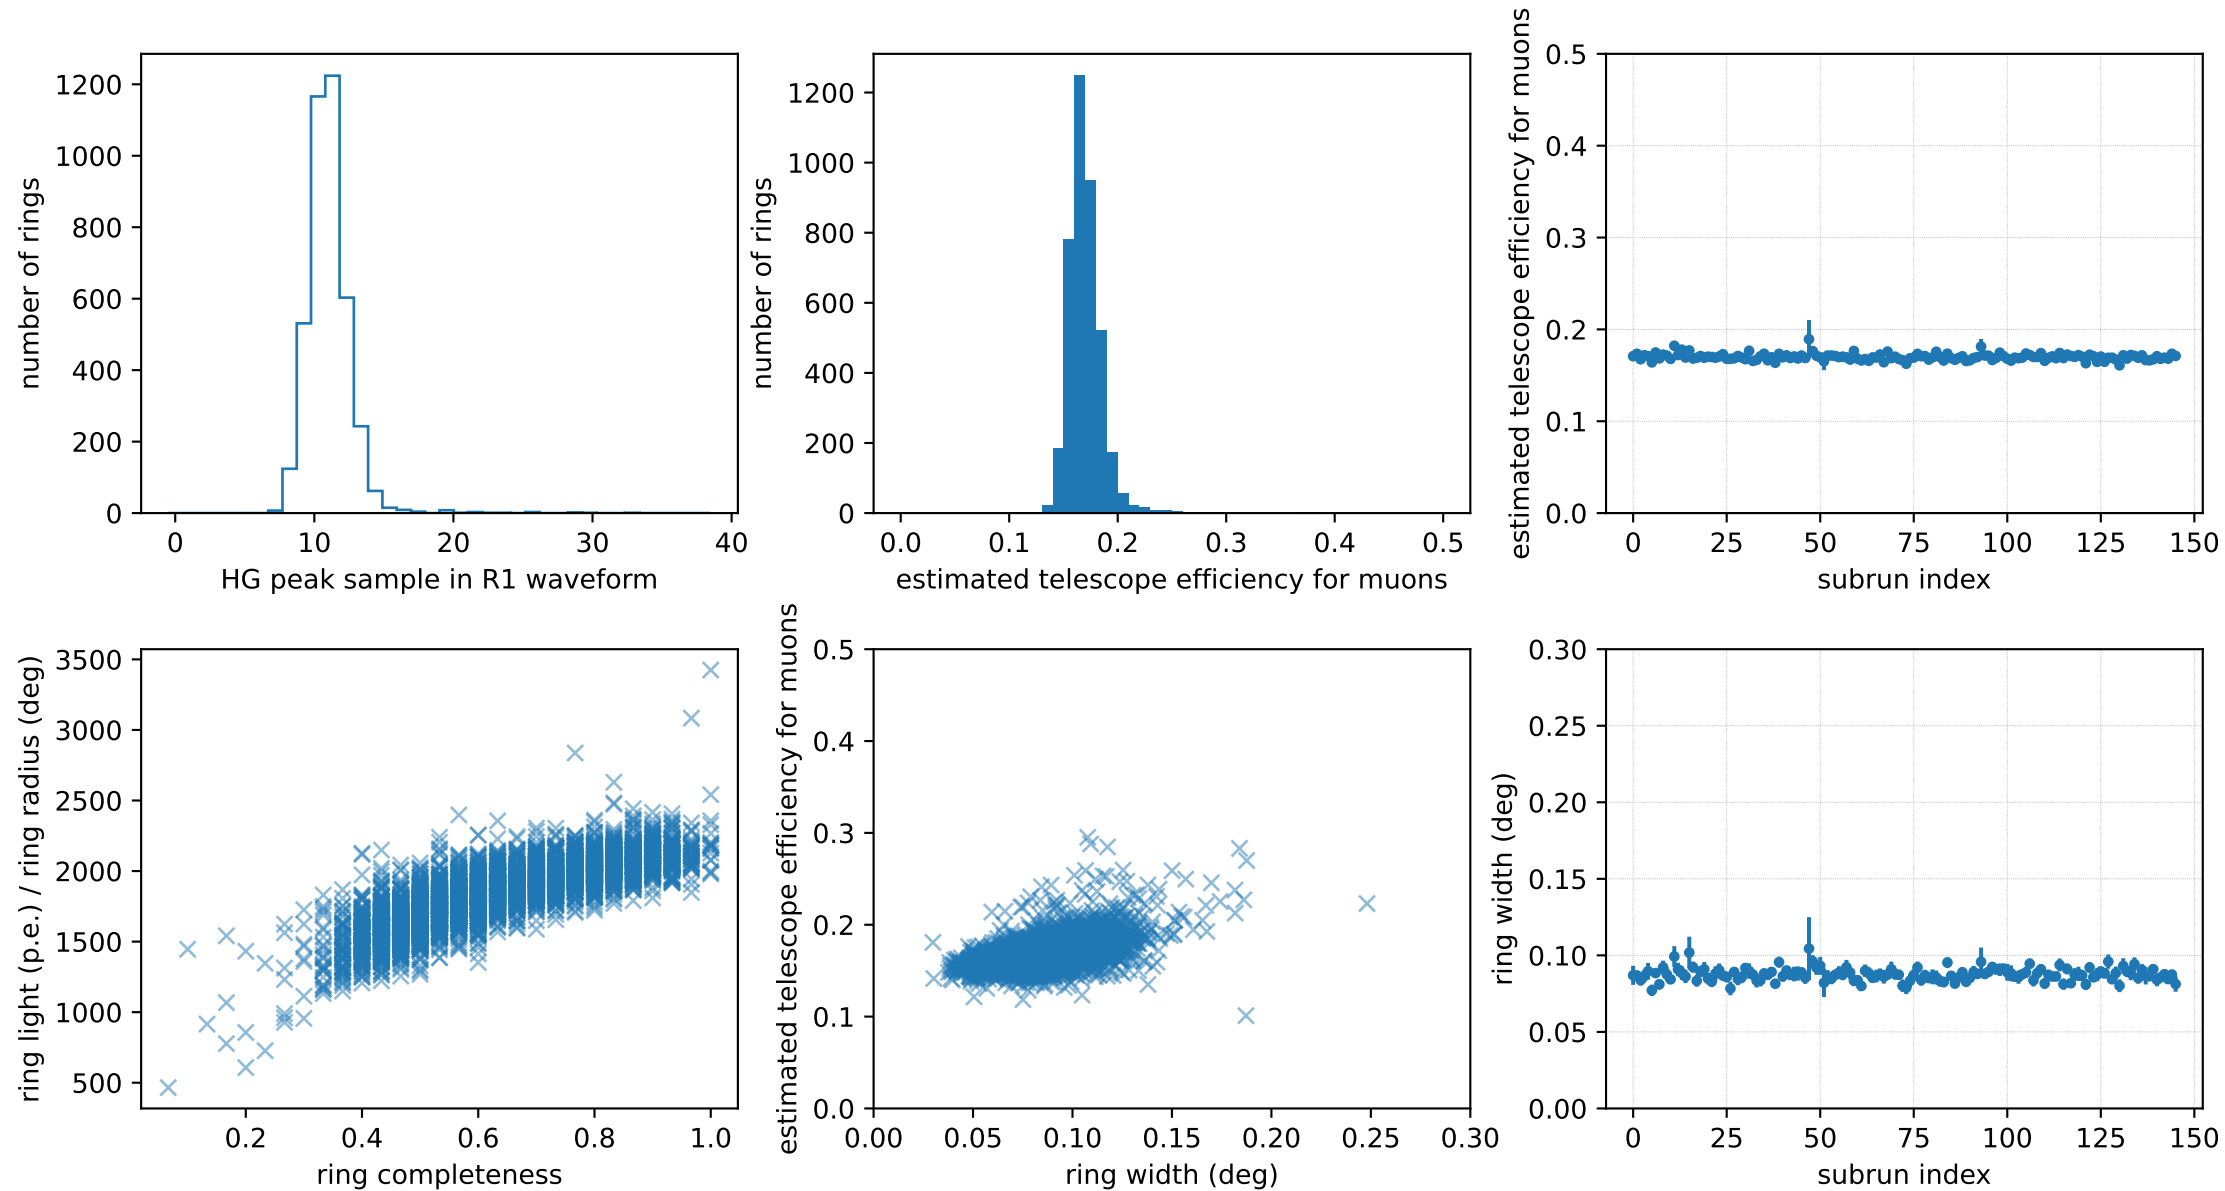 1200
1000
800
600
400
200
0
number of rings
0 10 20 30 40
HG peak sample in R1 waveform
1200
1000
800
600
400
200
0
number of rings
0.0 0.1 0.2 0.3 0.4 0.5
estimated telescope efficiency for muons
0.5
0.4
0.3
0.2
0.1
0.0
estimated telescope efficiency for muons
0 25 50 75 100 125 150
subrun index
3500
3000
2500
2000
1500
1000
500
ring light (p.e.) / ring radius (deg)
0.2 0.4 0.6 0.8 1.0
ring completeness
0.5
0.4
0.3
0.2
0.1
0.0
estimated telescope efficiency for muons
0.00 0.05 0.10 0.15 0.20 0.25 0.30
ring width (deg)
0.30
0.25
0.20
0.15
0.10
0.05
0.00
ring width (deg)
0 25 50 75 100 125 150
subrun index